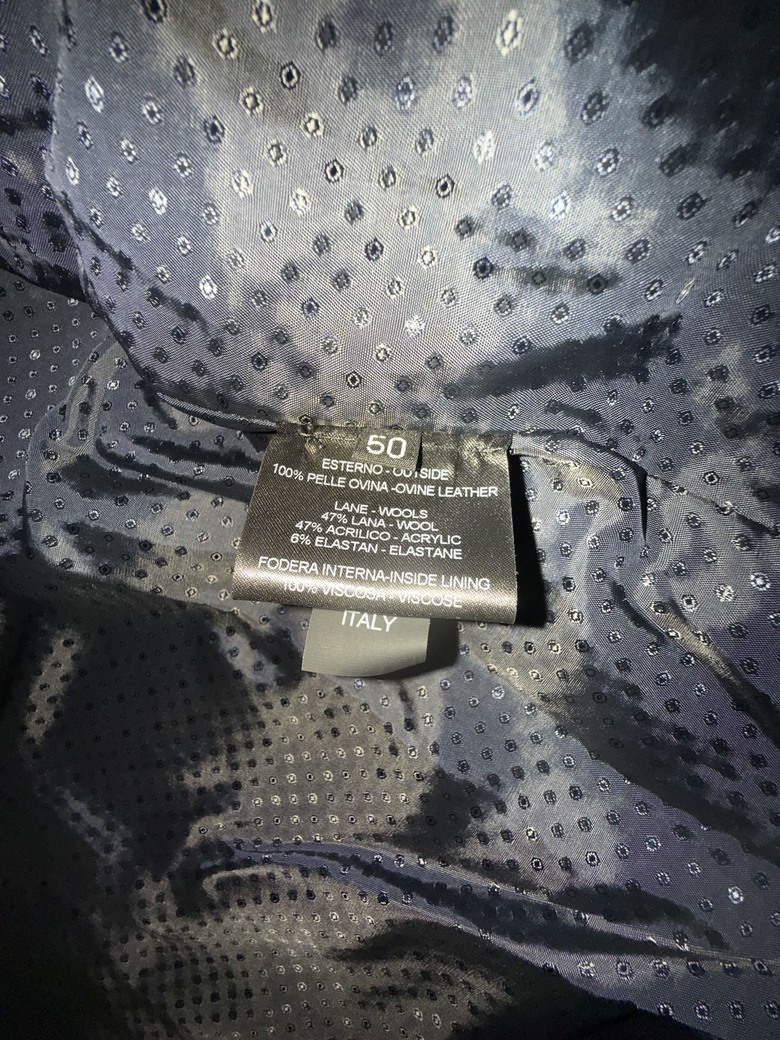 50
ESTERNO - OUTSIDE
100% PELLE OVINA -OVINE LEATHER
LANE - WOOLS
47% LANA - WOOL
47% ACRILICO - ACRYLIC
6% ELASTAN - ELASTANE
FODERA INTERNA-INSIDE LINING
100% VISCOSA - VISCOSE
ITALY